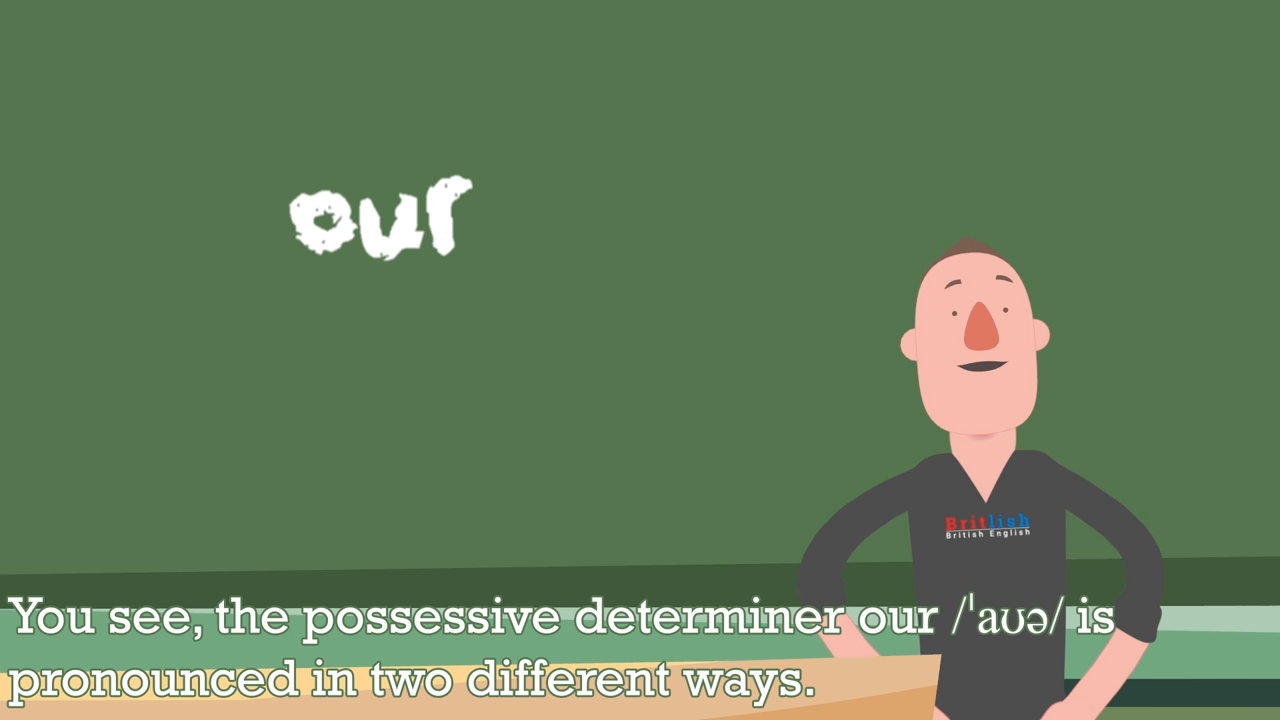 our
Britlish
British English
You see, the possessive determiner our /ˈaʊə/ is
pronounced in two different ways.